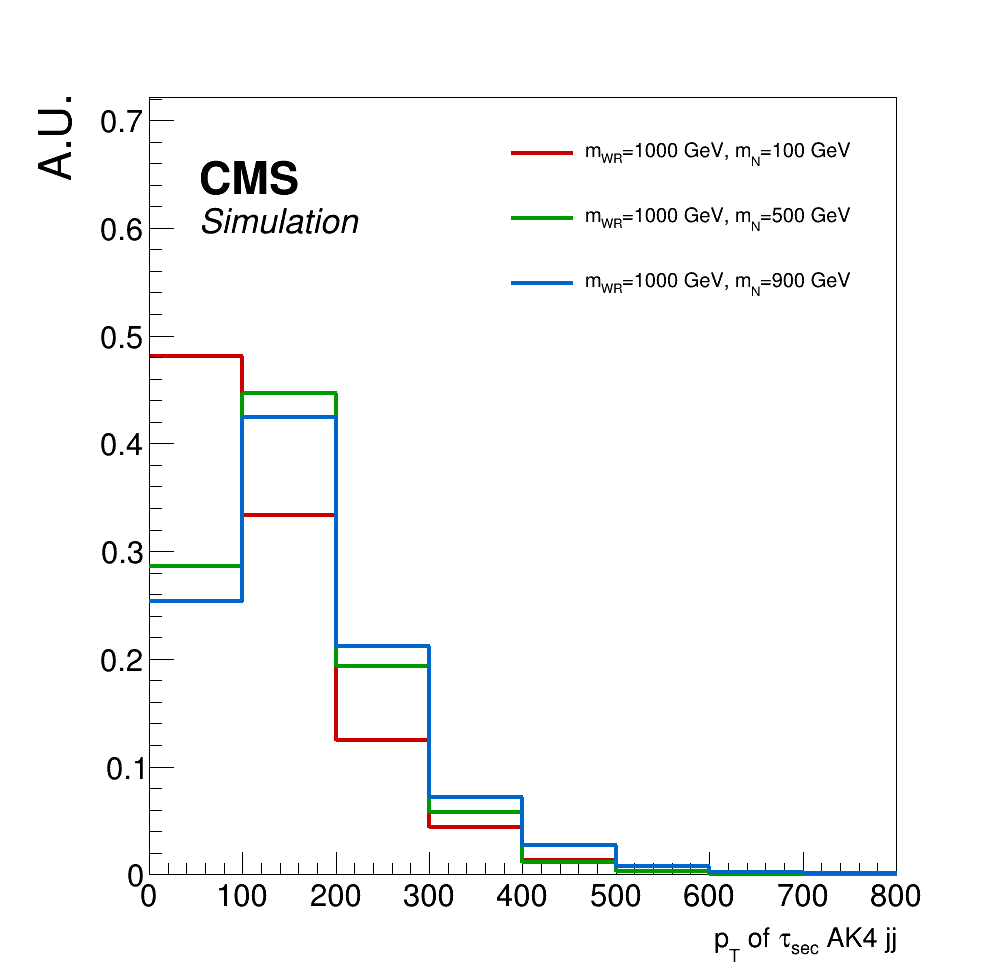 A.U.
CMS
Simulation
m_WR=1000 GeV, m_N=100 GeV
m_WR=1000 GeV, m_N=500 GeV
m_WR=1000 GeV, m_N=900 GeV
0.7
0.6
0.5
0.4
0.3
0.2
0.1
0
0 100 200 300 400 500 600 700 800
p_T of τ_sec AK4 jj